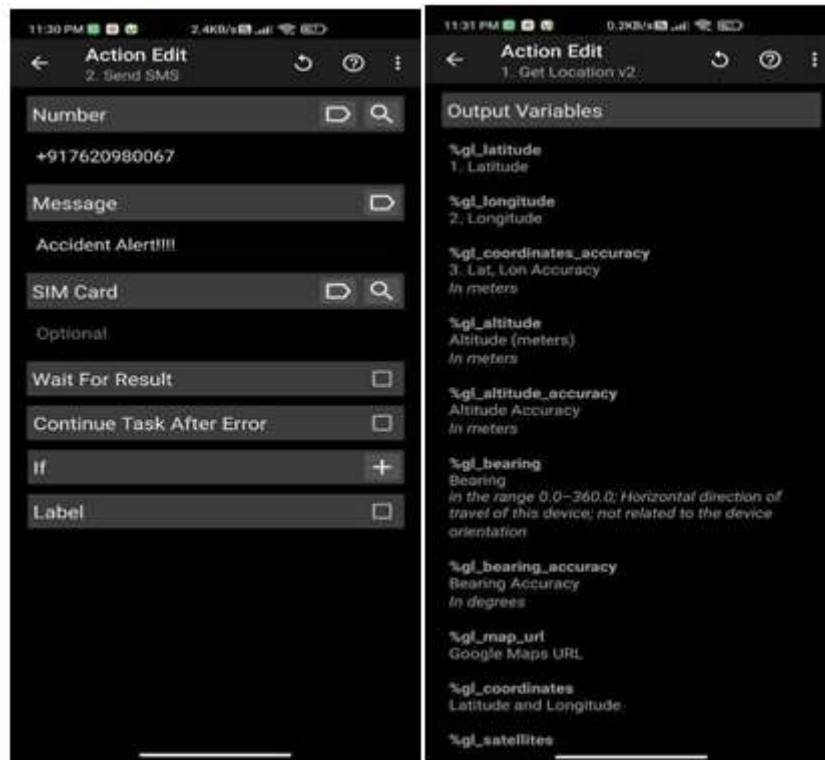 11:30 PM 2.4KB/s
Action Edit
2. Send SMS
Number
+917620980067
Message
Accident Alert!!!!
SIM Card
Optional
Wait For Result
Continue Task After Error
If
Label
11:31 PM 0.2KB/s
Action Edit
1. Get Location v2
Output Variables
%gl_latitude
1. Latitude
%gl_longitude
2. Longitude
%gl_coordinates_accuracy
3. Lat, Lon Accuracy
In meters
%gl_altitude
Altitude (meters)
In meters
%gl_altitude_accuracy
Altitude Accuracy
In meters
%gl_bearing
Bearing
in the range 0.0–360.0; Horizontal direction of
travel of this device; not related to the device
orientation
%gl_bearing_accuracy
Bearing Accuracy
In degrees
%gl_map_url
Google Maps URL
%gl_coordinates
Latitude and Longitude
%gl_satellites